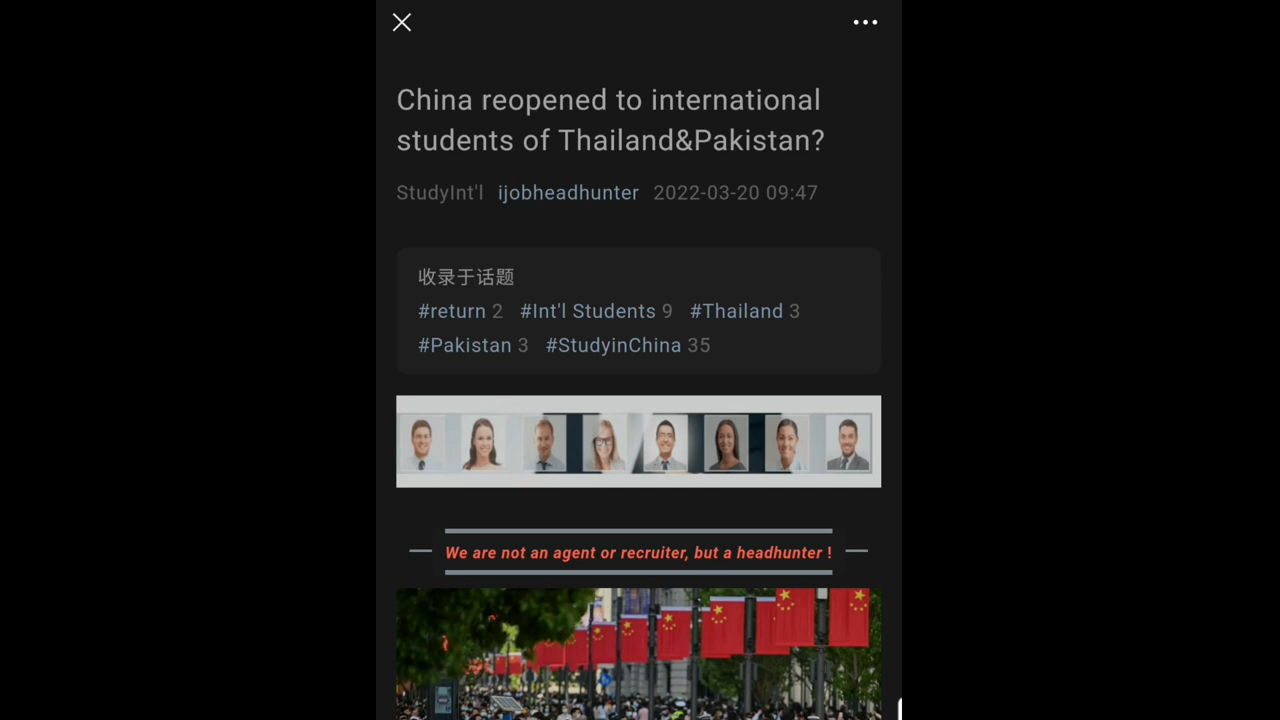 China reopened to international
students of Thailand&Pakistan?
StudyInt'l ijobheadhunter 2022-03-20 09:47
收录于话题
#return 2 #Int'l Students 9 #Thailand 3
#Pakistan 3 #StudyinChina 35
We are not an agent or recruiter, but a headhunter !